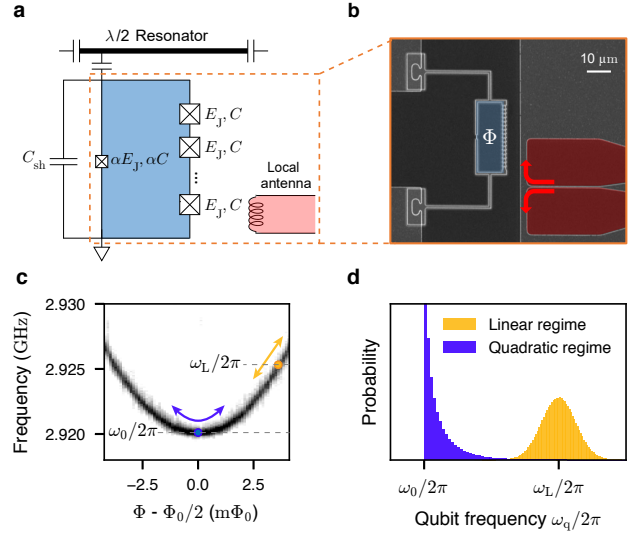 a
λ/2 Resonator
E_J, C
C_sh
αE_J, αC
E_J, C
...
E_J, C
Local
antenna
b
10 μm
Φ
c
Frequency (GHz)
2.930
2.925
2.920
ω_L/2π
ω_0/2π
-2.5
0.0
2.5
Φ - Φ_0/2 (mΦ_0)
d
Probability
Linear regime
Quadratic regime
ω_0/2π
ω_L/2π
Qubit frequency ω_q/2π